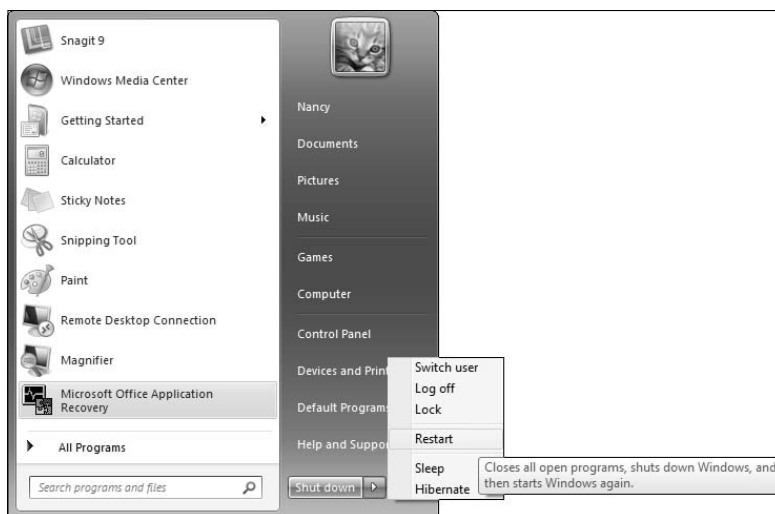 Snagit 9
Windows Media Center
Getting Started
Calculator
Sticky Notes
Snipping Tool
Paint
Remote Desktop Connection
Magnifier
Microsoft Office Application
Recovery
All Programs
Search programs and files
Nancy
Documents
Pictures
Music
Games
Computer
Control Panel
Devices and Print
Default Programs
Help and Suppo
Shut down
Switch user
Log off
Lock
Restart
Sleep
Hibernate
Closes all open programs, shuts down Windows, and
then starts Windows again.